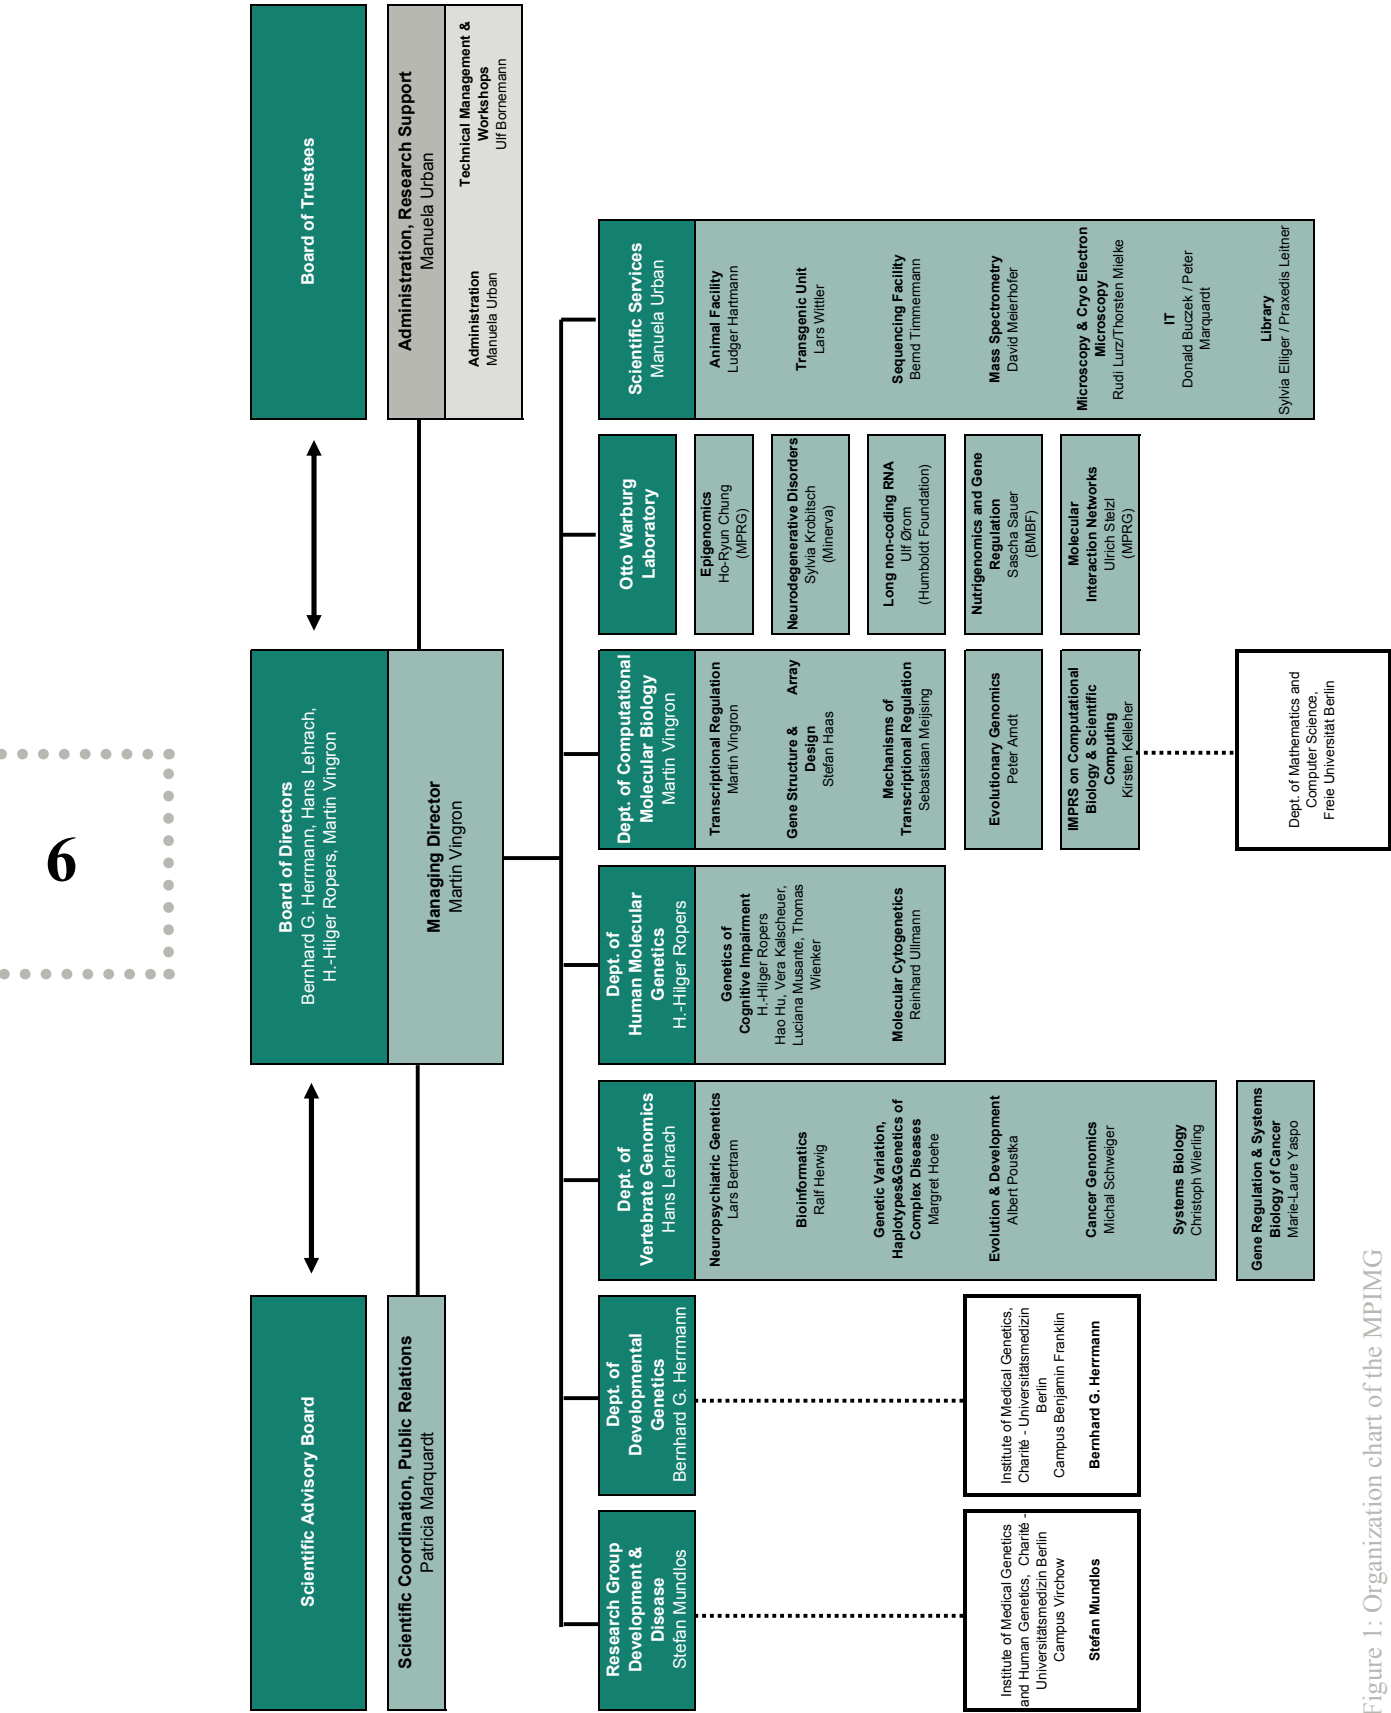 6
Scientific Advisory Board
Board of Directors
Bernhard G. Herrmann, Hans Lehrach,
H.-Hilger Ropers, Martin Vingron
Board of Trustees
Scientific Coordination, Public Relations
Patricia Marquardt
Managing Director
Martin Vingron
Administration, Research Support
Manuela Urban
Administration
Manuela Urban
Technical Management &
Workshops
Ulf Bornemann
Research Group
Development &
Disease
Stefan Mundlos
Institute of Medical Genetics
and Human Genetics, Charité -
Universitätsmedizin Berlin
Campus Virchow
Stefan Mundlos
Dept. of
Developmental
Genetics
Bernhard G. Herrmann
Institute of Medical Genetics,
Charité - Universitätsmedizin
Berlin
Campus Benjamin Franklin
Bernhard G. Herrmann
Dept. of
Vertebrate Genomics
Hans Lehrach
Neuropsychiatric Genetics
Lars Bertram
Bioinformatics
Ralf Herwig
Genetic Variation,
Haplotypes&Genetics of
Complex Diseases
Margret Hoehe
Evolution & Development
Albert Poustka
Cancer Genomics
Michal Schweiger
Systems Biology
Christoph Wierling
Gene Regulation & Systems
Biology of Cancer
Marie-Laure Yaspo
Dept. of
Human Molecular
Genetics
H.-Hilger Ropers
Genetics of
Cognitive Impairment
H.-Hilger Ropers
Hao Hu, Vera Kalscheuer,
Luciana Musante, Thomas
Wienker
Molecular Cytogenetics
Reinhard Ullmann
Dept. of Computational
Molecular Biology
Martin Vingron
Transcriptional Regulation
Martin Vingron
Gene Structure & Array
Design
Stefan Haas
Mechanisms of
Transcriptional Regulation
Sebastiaan Meijsing
Evolutionary Genomics
Peter Arndt
IMPRS on Computational
Biology & Scientific
Computing
Kirsten Kelleher
Dept. of Mathematics and
Computer Science,
Freie Universität Berlin
Otto Warburg
Laboratory
Epigenomics
Ho-Ryun Chung
(MPRG)
Neurodegenerative Disorders
Sylvia Krobitsch
(Minerva)
Long non-coding RNA
Ulf Ørom
(Humboldt Foundation)
Nutrigenomics and Gene
Regulation
Sascha Sauer
(BMBF)
Molecular
Interaction Networks
Ulrich Stelzl
(MPRG)
Scientific Services
Manuela Urban
Animal Facility
Ludger Hartmann
Transgenic Unit
Lars Wittler
Sequencing Facility
Bernd Timmermann
Mass Spectrometry
David Meierhofer
Microscopy & Cryo Electron
Microscopy
Rudi Lurz/Thorsten Mielke
IT
Donald Buczek / Peter
Marquardt
Library
Sylvia Elliger / Praxedis Leitner
Figure 1: Organization chart of the MPIMG